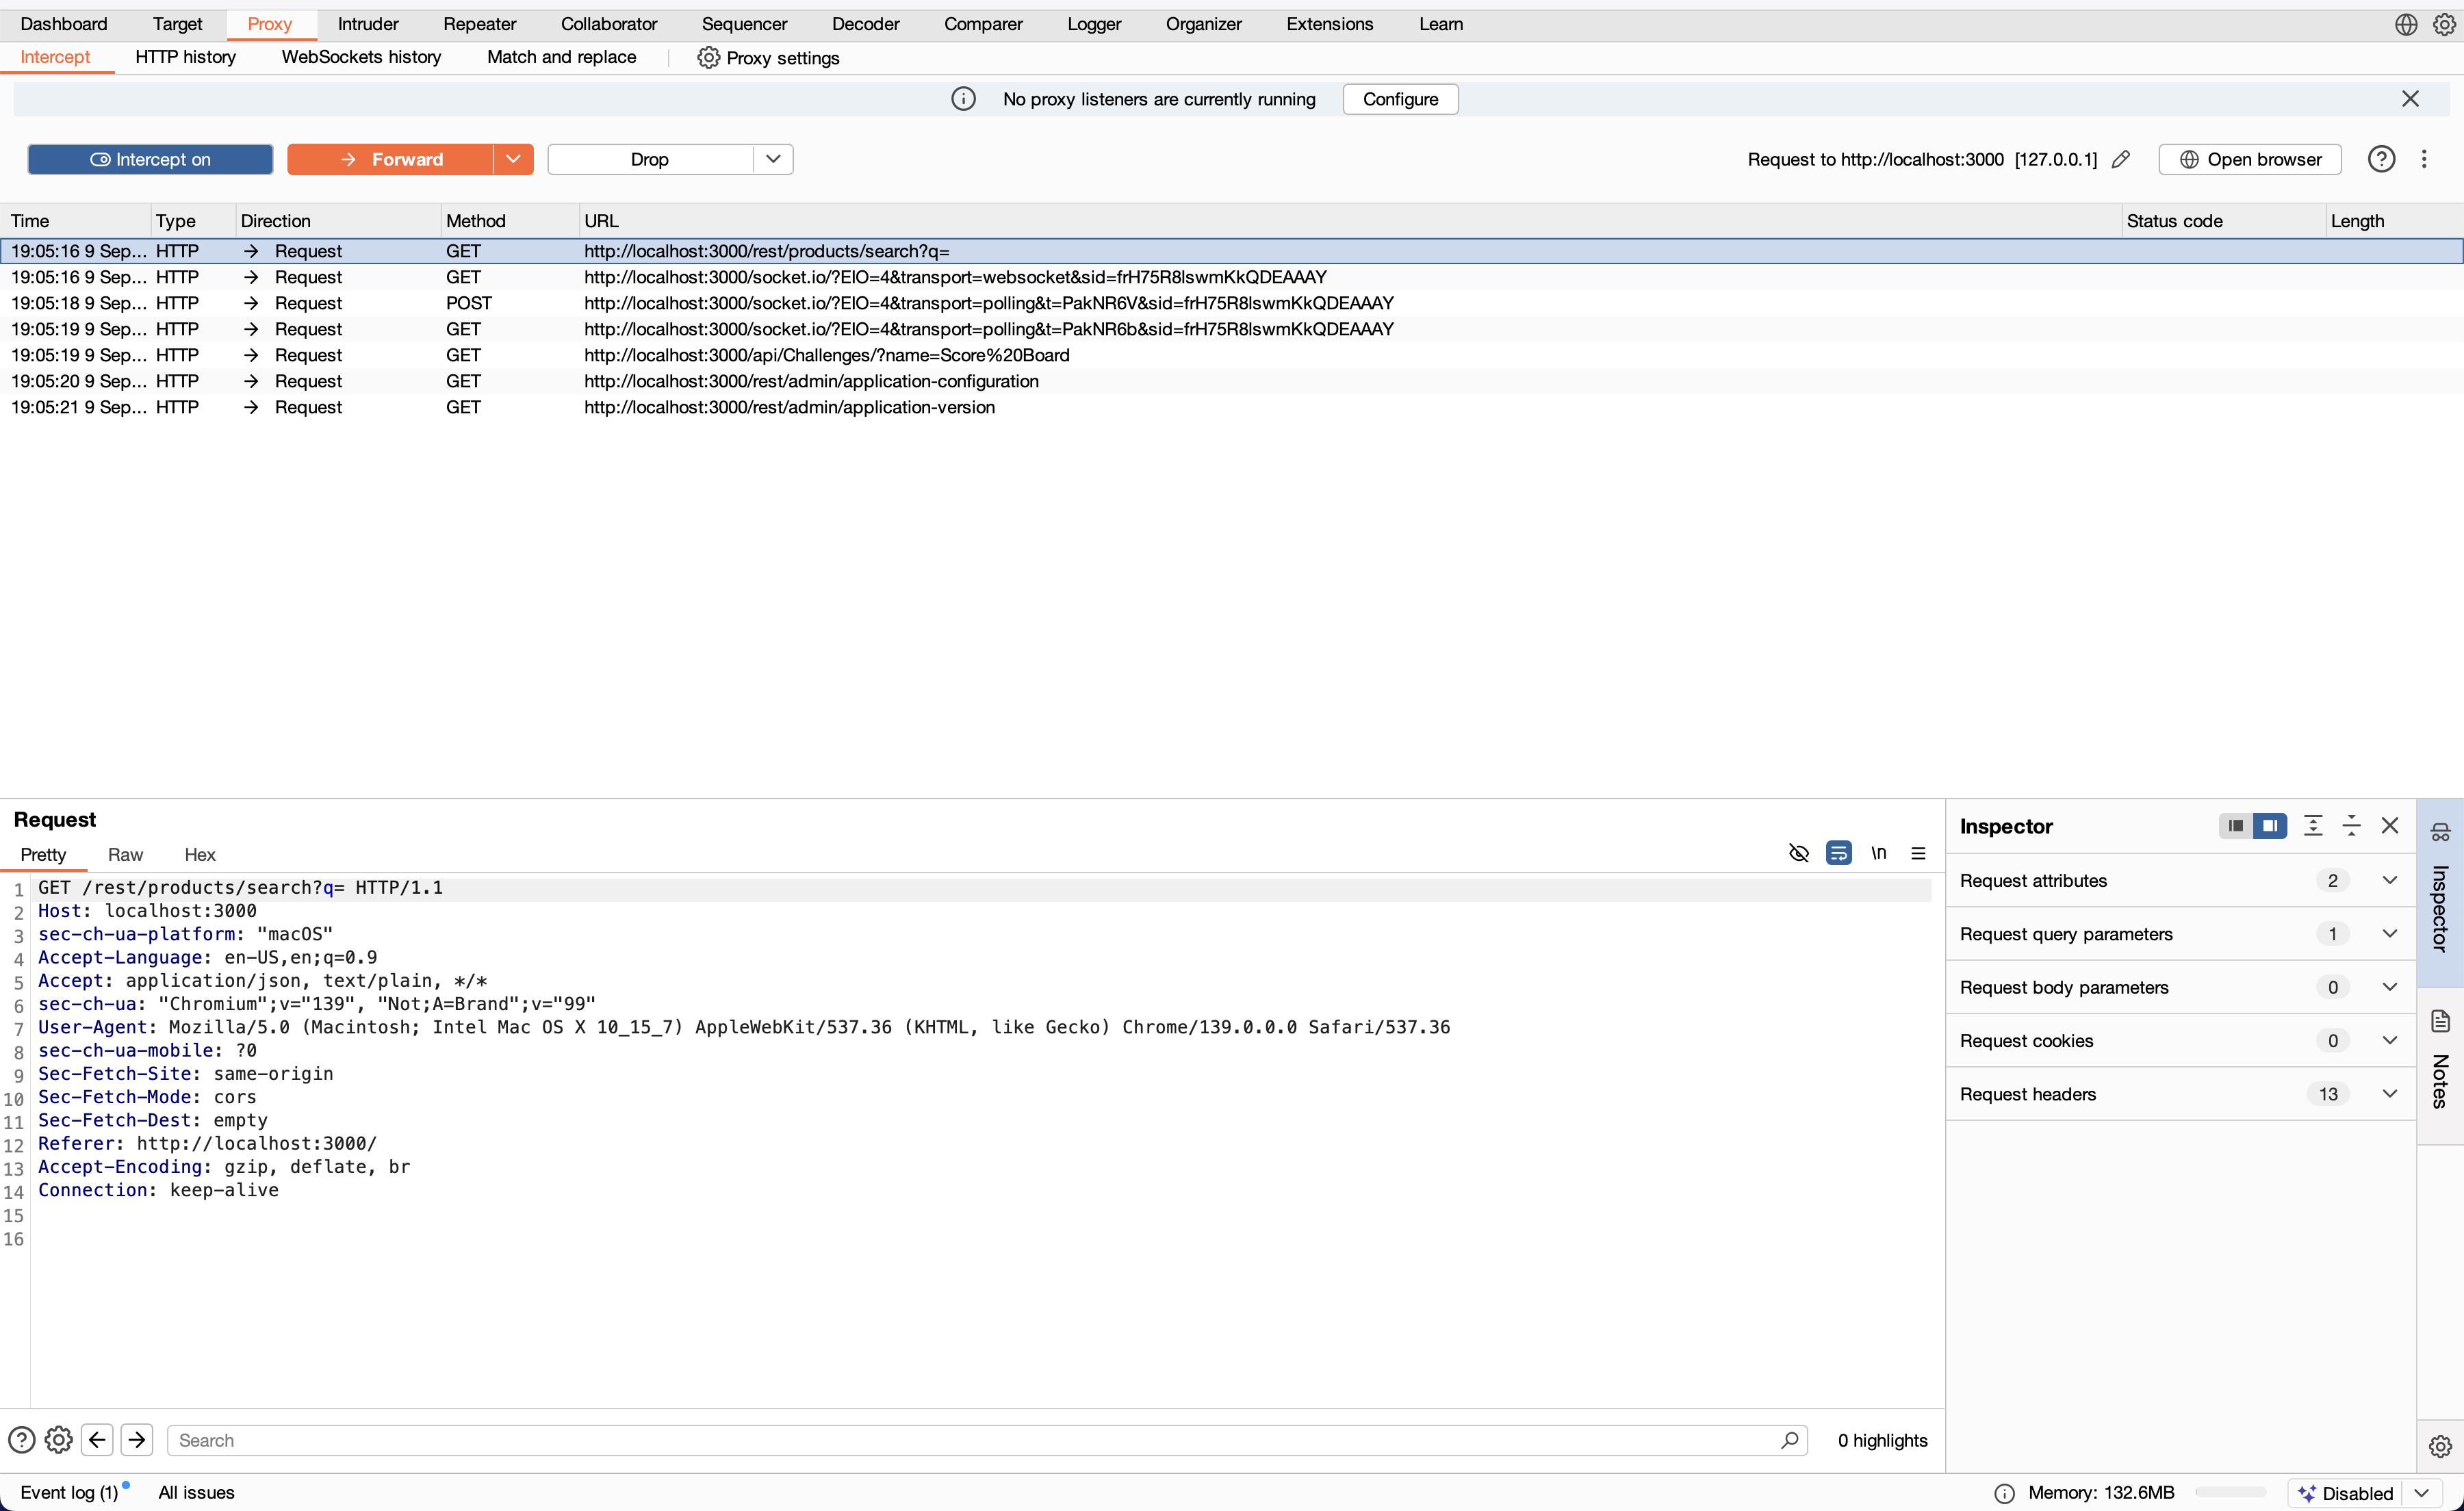 Dashboard Target Proxy Intruder Repeater Collaborator Sequencer Decoder Comparer Logger Organizer Extensions Learn
Intercept HTTP history WebSockets history Match and replace Proxy settings
No proxy listeners are currently running Configure
Intercept on Forward Drop Request to http://localhost:3000 [127.0.0.1] Open browser
Time Type Direction Method URL Status code Length
19:05:16 9 Sep... HTTP → Request GET http://localhost:3000/rest/products/search?q=
19:05:16 9 Sep... HTTP → Request GET http://localhost:3000/socket.io/?EIO=4&transport=websocket&sid=frH75R8lswmKkQDEAAAY
19:05:18 9 Sep... HTTP → Request POST http://localhost:3000/socket.io/?EIO=4&transport=polling&t=PakNR6V&sid=frH75R8lswmKkQDEAAAY
19:05:19 9 Sep... HTTP → Request GET http://localhost:3000/socket.io/?EIO=4&transport=polling&t=PakNR6b&sid=frH75R8lswmKkQDEAAAY
19:05:19 9 Sep... HTTP → Request GET http://localhost:3000/api/Challenges/?name=Score%20Board
19:05:20 9 Sep... HTTP → Request GET http://localhost:3000/rest/admin/application-configuration
19:05:21 9 Sep... HTTP → Request GET http://localhost:3000/rest/admin/application-version
Request
Pretty Raw Hex \n
1 GET /rest/products/search?q= HTTP/1.1
2 Host: localhost:3000
3 sec-ch-ua-platform: "macOS"
4 Accept-Language: en-US,en;q=0.9
5 Accept: application/json, text/plain, */*
6 sec-ch-ua: "Chromium";v="139", "Not;A=Brand";v="99"
7 User-Agent: Mozilla/5.0 (Macintosh; Intel Mac OS X 10_15_7) AppleWebKit/537.36 (KHTML, like Gecko) Chrome/139.0.0.0 Safari/537.36
8 sec-ch-ua-mobile: ?0
9 Sec-Fetch-Site: same-origin
10 Sec-Fetch-Mode: cors
11 Sec-Fetch-Dest: empty
12 Referer: http://localhost:3000/
13 Accept-Encoding: gzip, deflate, br
14 Connection: keep-alive
15
16
Search 0 highlights
Inspector
Request attributes 2
Request query parameters 1
Request body parameters 0
Request cookies 0
Request headers 13
Inspector
Notes
Event log (1) All issues Memory: 132.6MB Disabled